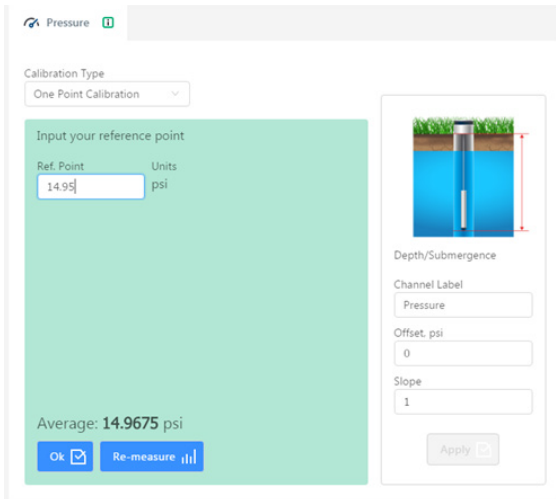 Pressure
Calibration Type
One Point Calibration
Input your reference point
Ref. Point Units
14.95 psi
Average: 14.9675 psi
Ok Re-measure
Depth/Submergence
Channel Label
Pressure
Offset, psi
0
Slope
1
Apply